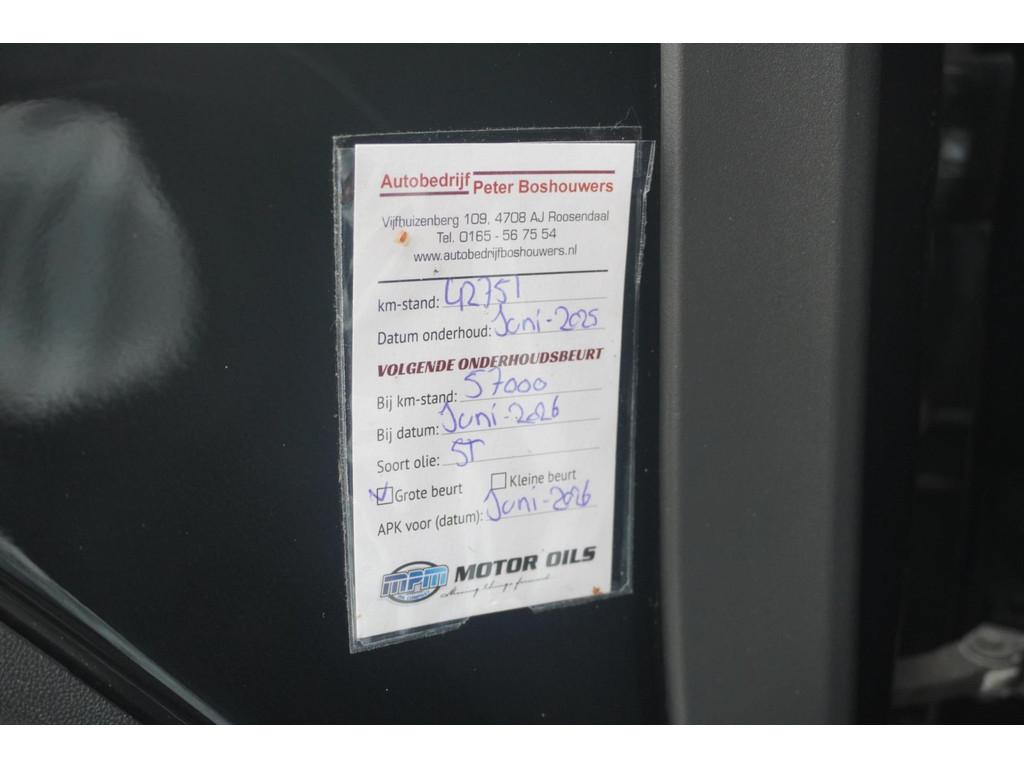 Autobedrijf Peter Boshouwers
Vijfhuizenberg 109, 4708 AJ Roosendaal
Tel. 0165 - 56 75 54
www.autobedrijfboshouwers.nl
km-stand: 42751
Datum onderhoud: Juni-2025
VOLGENDE ONDERHOUDSBEURT
Bij km-stand: 57000
Bij datum: Juni-2026
Soort olie: 5T
Grote beurt Kleine beurt
APK voor (datum): Juni-2026
MPM MOTOR OILS